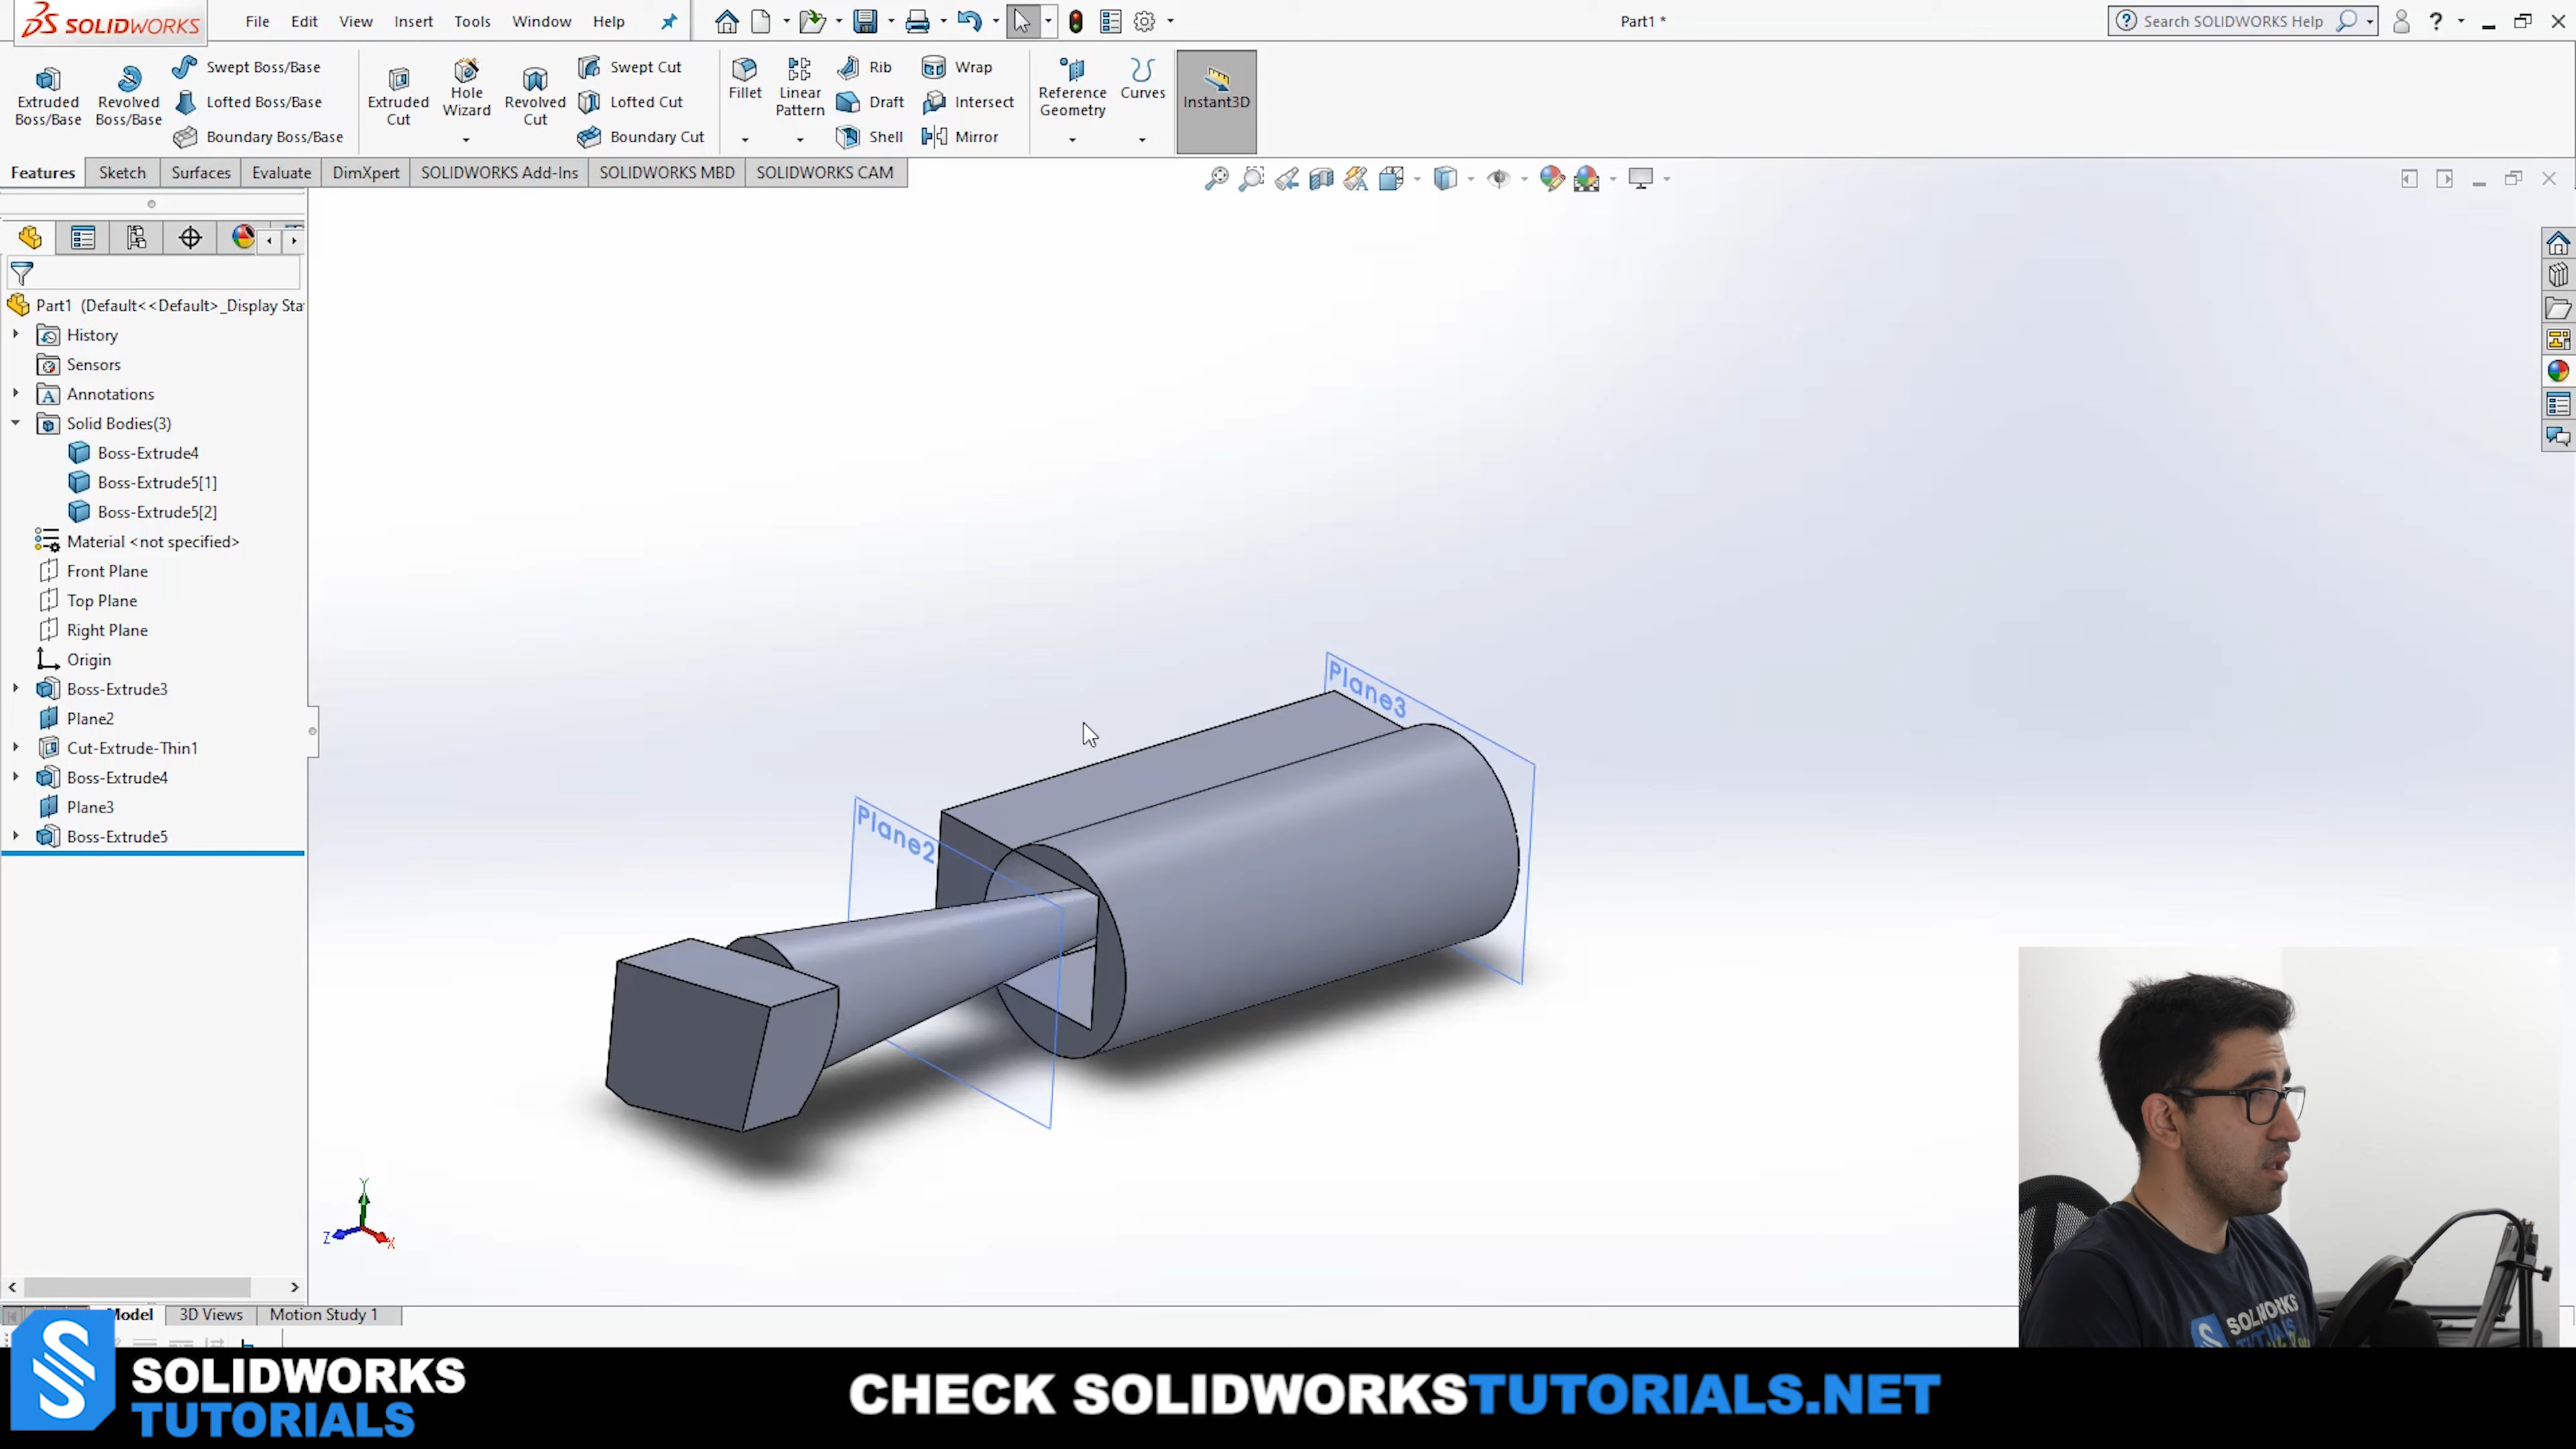 SOLIDWORKS File Edit View Insert Tools Window Help Part1 * Search SOLIDWORKS Help
Extruded Boss/Base
Revolved Boss/Base
Swept Boss/Base
Lofted Boss/Base
Boundary Boss/Base
Extruded Cut
Hole Wizard
Revolved Cut
Swept Cut
Lofted Cut
Boundary Cut
Fillet
Linear Pattern
Rib
Draft
Shell
Wrap
Intersect
Mirror
Reference Geometry
Curves
Instant3D
Features Sketch Surfaces Evaluate DimXpert SOLIDWORKS Add-Ins SOLIDWORKS MBD SOLIDWORKS CAM
Part1 (Default<<Default>_Display Sta
History
Sensors
Annotations
Solid Bodies(3)
Boss-Extrude4
Boss-Extrude5[1]
Boss-Extrude5[2]
Material <not specified>
Front Plane
Top Plane
Right Plane
Origin
Boss-Extrude3
Plane2
Cut-Extrude-Thin1
Boss-Extrude4
Plane3
Boss-Extrude5
Plane3
Plane2
Y
Z
X
Model 3D Views Motion Study 1
SOLIDWORKS
TUTORIALS
CHECK SOLIDWORKSTUTORIALS.NET